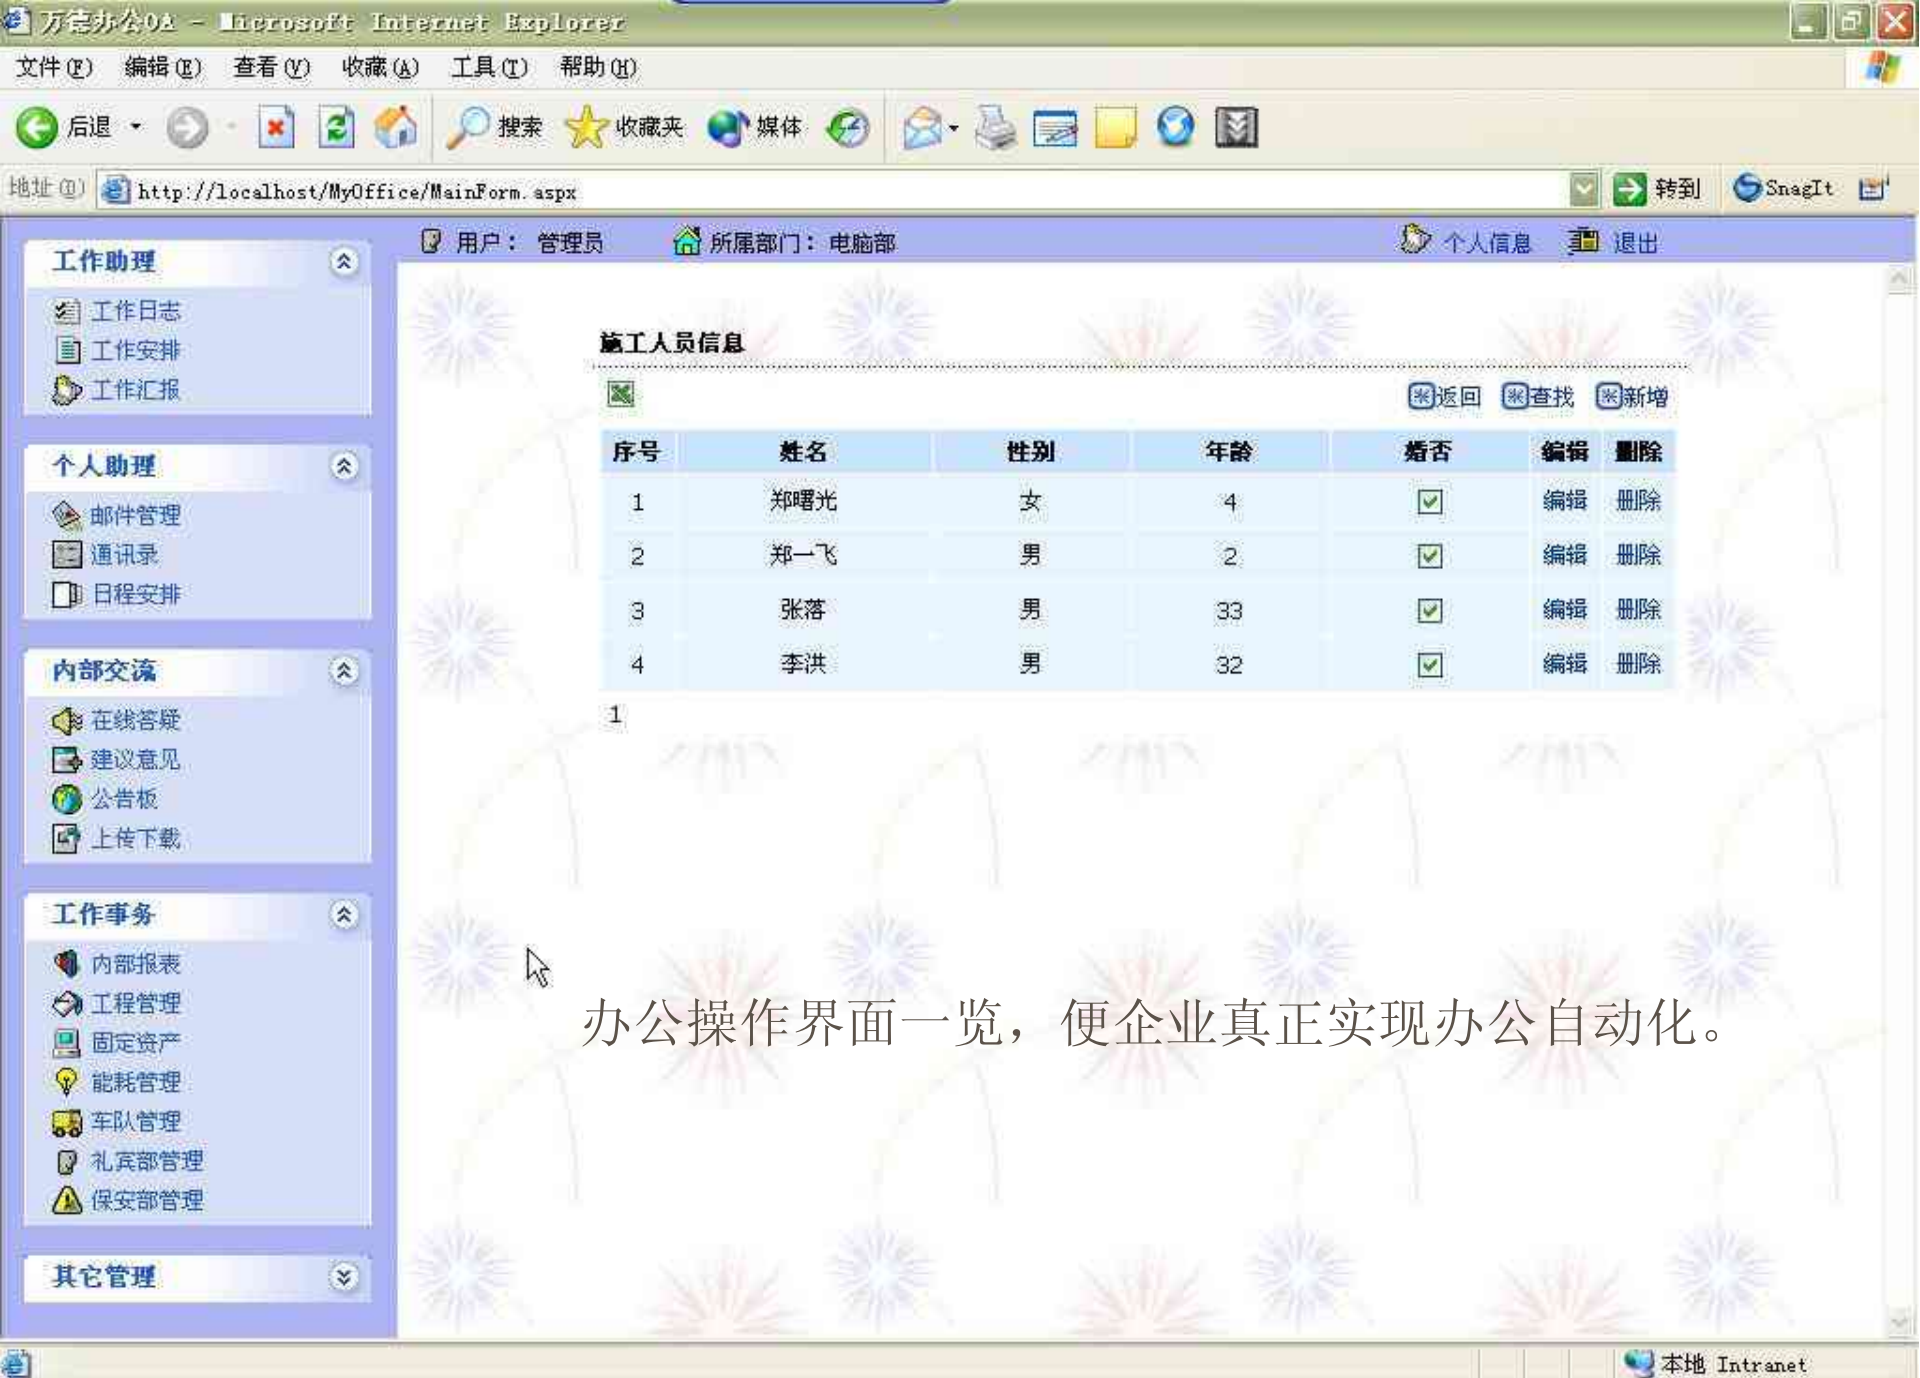 万德办公OA - Microsoft Internet Explorer
文件(F) 编辑(E) 查看(V) 收藏(A) 工具(T) 帮助(H)
后退 搜索 收藏夹 媒体
地址(D) http://localhost/MyOffice/MainForm.aspx 转到 SnagIt
用户： 管理员 所属部门：电脑部 个人信息 退出
工作助理
工作日志
工作安排
工作汇报
个人助理
邮件管理
通讯录
日程安排
内部交流
在线答疑
建议意见
公告板
上传下载
工作事务
内部报表
工程管理
固定资产
能耗管理
车队管理
礼宾部管理
保安部管理
其它管理
施工人员信息
返回 查找 新增
序号 姓名 性别 年龄 婚否 编辑 删除
1 郑曙光 女 4 编辑 删除
2 郑一飞 男 2 编辑 删除
3 张落 男 33 编辑 删除
4 李洪 男 32 编辑 删除
1
办公操作界面一览，便企业真正实现办公自动化。
本地 Intranet